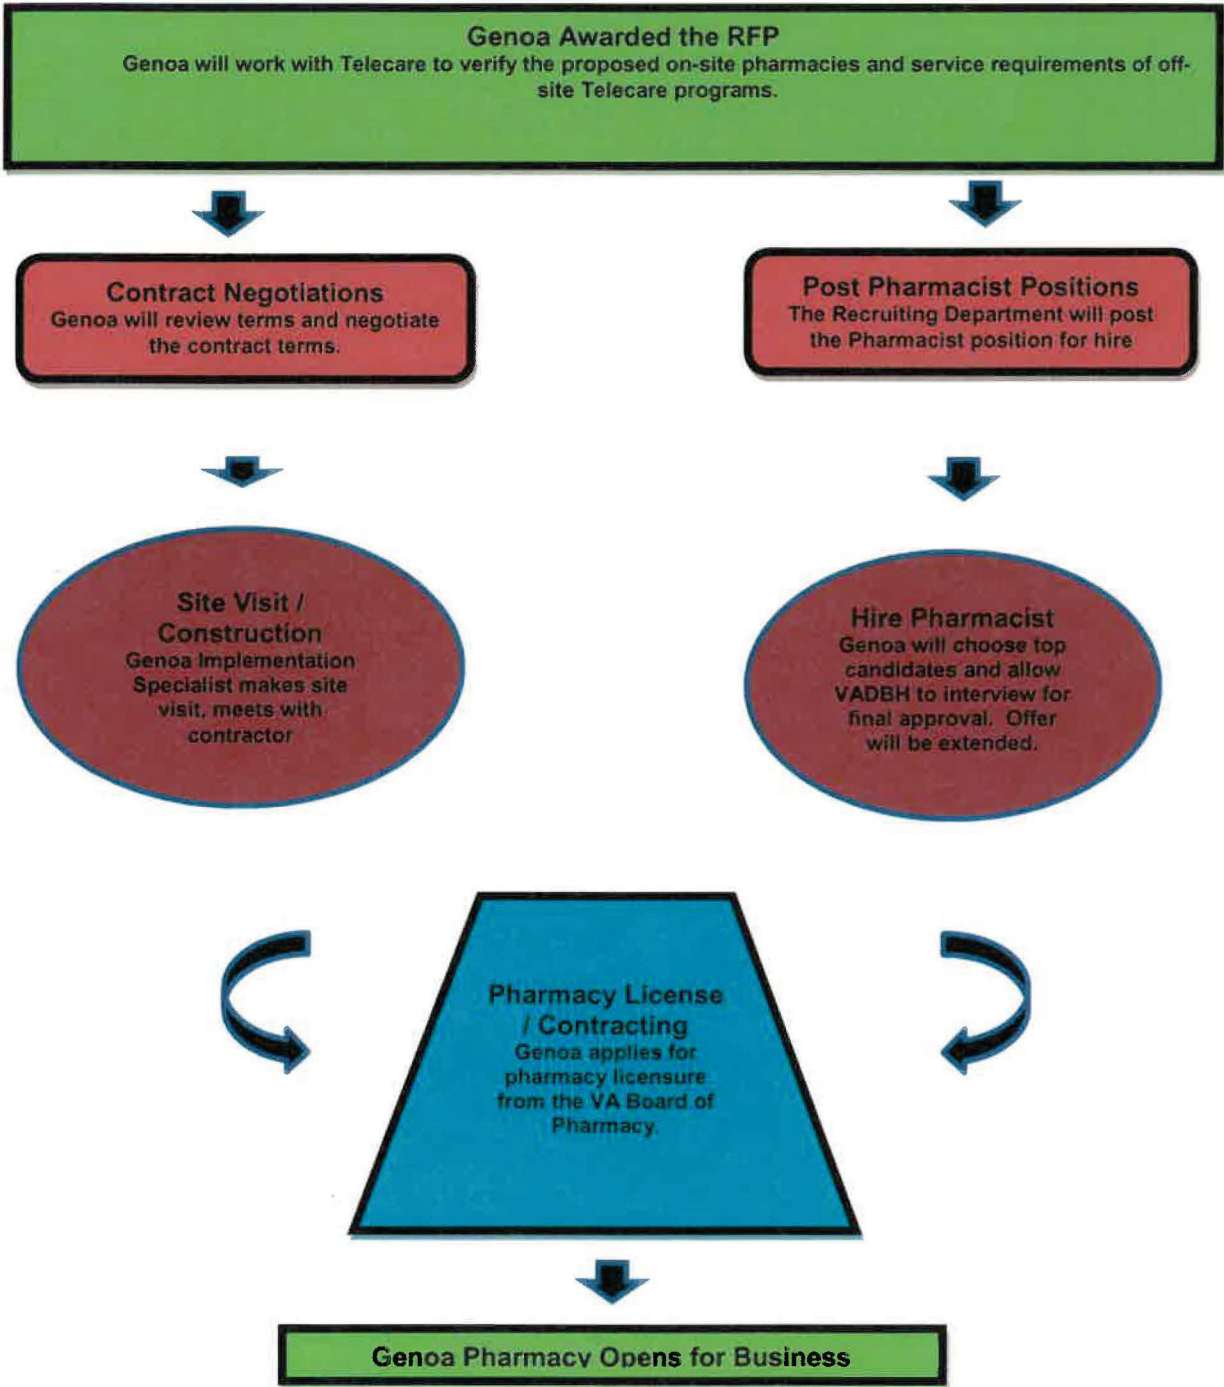 Genoa Awarded the RFP
Genoa will work with Telecare to verify the proposed on-site pharmacies and service requirements of off-
site Telecare programs.
Contract Negotiations
Genoa will review terms and negotiate
the contract terms.
Post Pharmacist Positions
The Recruiting Department will post
the Pharmacist position for hire
Site Visit /
Construction
Genoa Implementation
Specialist makes site
visit, meets with
contractor
Hire Pharmacist
Genoa will choose top
candidates and allow
VADBH to interview for
final approval. Offer
will be extended.
Pharmacy License
/ Contracting
Genoa applies for
pharmacy licensure
from the VA Board of
Pharmacy.
Genoa Pharmacy Opens for Business